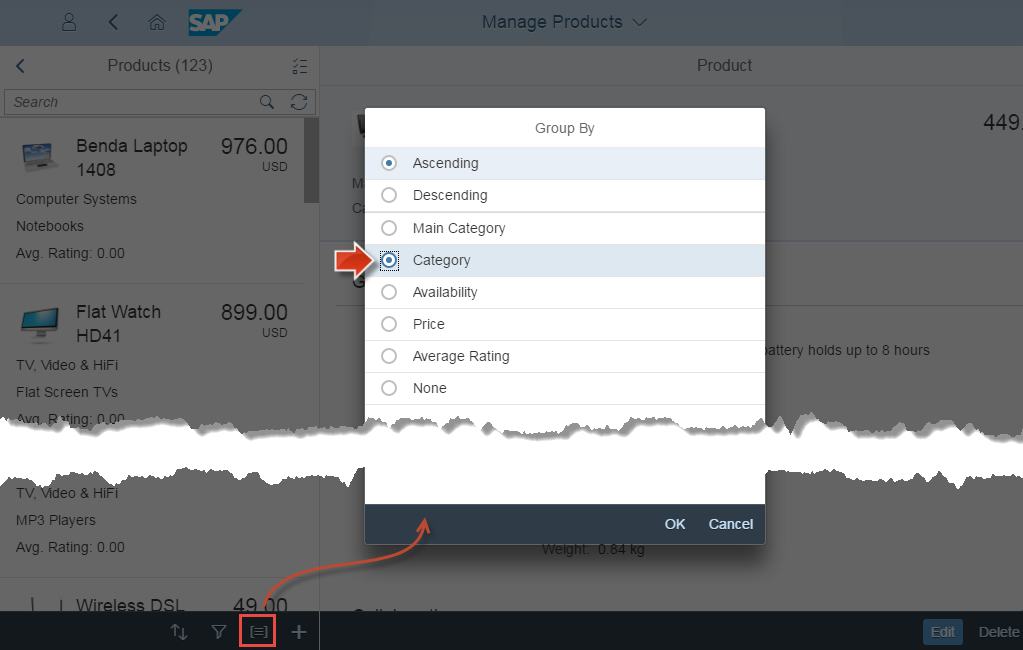 SAP
Manage Products
Products (123)
Product
Search
Benda Laptop
1408
976.00
USD
Computer Systems
Notebooks
Avg. Rating: 0.00
Flat Watch
HD41
899.00
USD
TV, Video & HiFi
Flat Screen TVs
Avg. Rating: 0.00
TV, Video & HiFi
MP3 Players
Avg. Rating: 0.00
Wireless DSL
49.00
449.
Group By
Ascending
Descending
Main Category
Category
Availability
Price
Average Rating
None
OK Cancel
battery holds up to 8 hours
Weight: 0.84 kg
Edit Delete